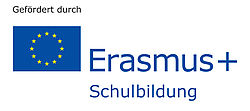 Gefördert durch
Erasmus+
Schulbildung